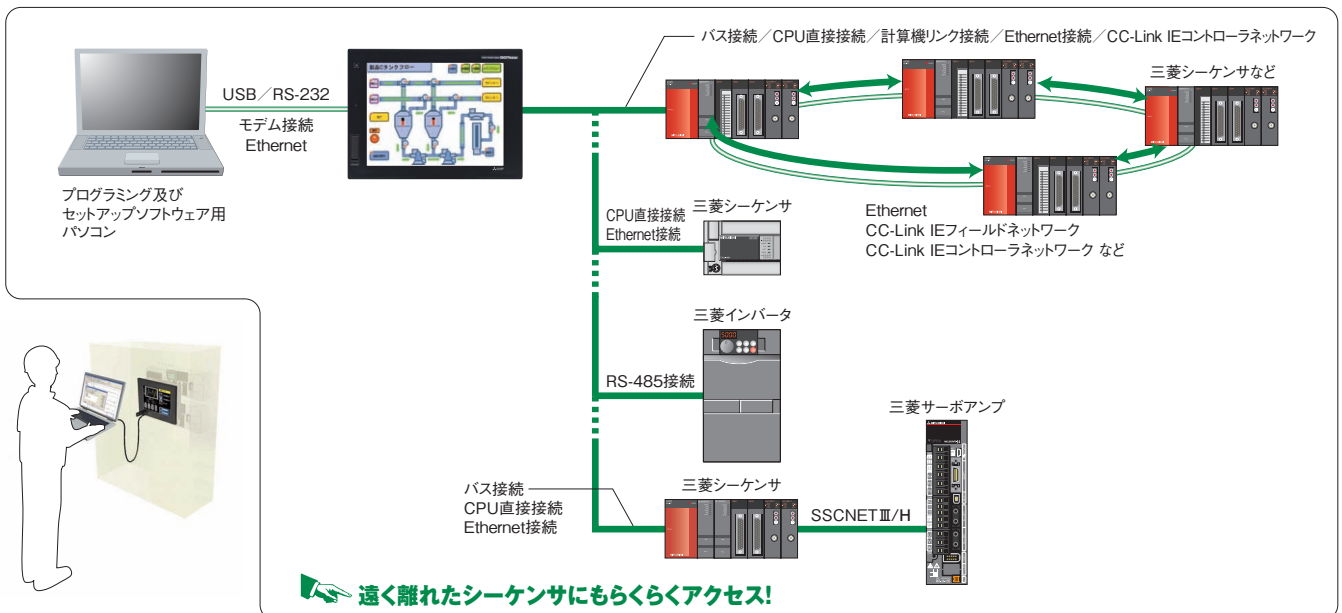 バス接続／CPU直接接続／計算機リンク接続／Ethernet接続／CC-Link IEコントローラネットワーク
製品Cタンクフロー
USB／RS-232
モデム接続
Ethernet
プログラミング及び
セットアップソフトウェア用
パソコン
三菱シーケンサなど
Ethernet
CC-Link IEフィールドネットワーク
CC-Link IEコントローラネットワーク など
CPU直接接続
Ethernet接続
三菱シーケンサ
三菱インバータ
RS-485接続
三菱サーボアンプ
バス接続
CPU直接接続
Ethernet接続
三菱シーケンサ
SSCNETⅢ/H
遠く離れたシーケンサにもらくらくアクセス!